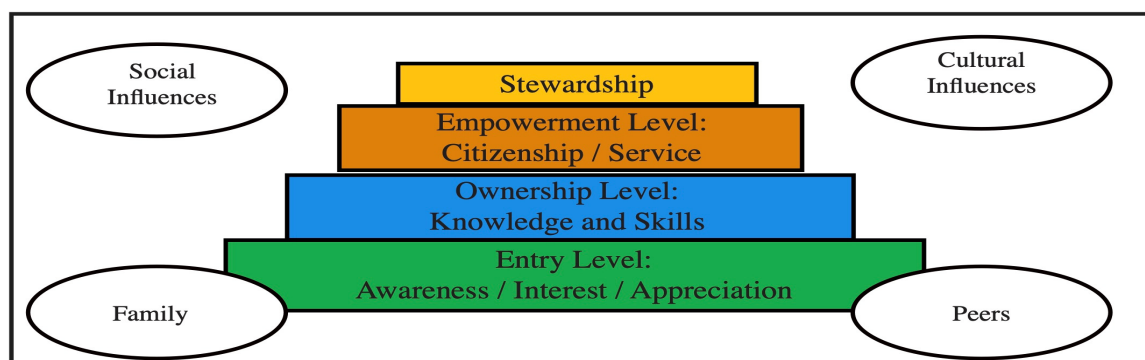 Social
Influences
Cultural
Influences
Stewardship
Empowerment Level:
Citizenship / Service
Ownership Level:
Knowledge and Skills
Entry Level:
Awareness / Interest / Appreciation
Family
Peers